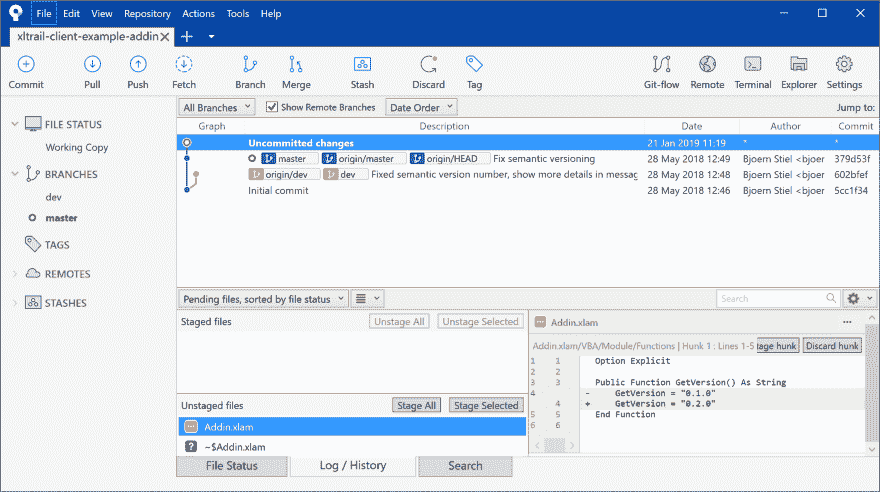 File Edit View Repository Actions Tools Help
xltrail-client-example-addin
Commit Pull Push Fetch Branch Merge Stash Discard Tag Git-flow Remote Terminal Explorer Settings
All Branches Show Remote Branches Date Order Jump to:
Graph Description Date Author Commit
Uncommitted changes 21 Jan 2019 11:19 * *
master origin/master origin/HEAD Fix semantic versioning 28 May 2018 12:49 Bjoern Stiel <bjoer 379d53f
origin/dev dev Fixed semantic version number, show more details in messag 28 May 2018 12:48 Bjoern Stiel <bjoer 602bfef
Initial commit 28 May 2018 12:46 Bjoern Stiel <bjoer 5cc1f34
FILE STATUS
Working Copy
BRANCHES
dev
master
TAGS
REMOTES
STASHES
Pending files, sorted by file status Search
Staged files Unstage All Unstage Selected
Unstaged files Stage All Stage Selected
Addin.xlam
~$Addin.xlam
Addin.xlam
Addin.xlam/VBA/Module/Functions | Hunk 1 : Lines 1-5 tage hunk Discard hunk
1 1 Option Explicit
2 2
3 3 Public Function GetVersion() As String
4 - GetVersion = "0.1.0"
4 + GetVersion = "0.2.0"
5 5 End Function
6 6
File Status Log / History Search